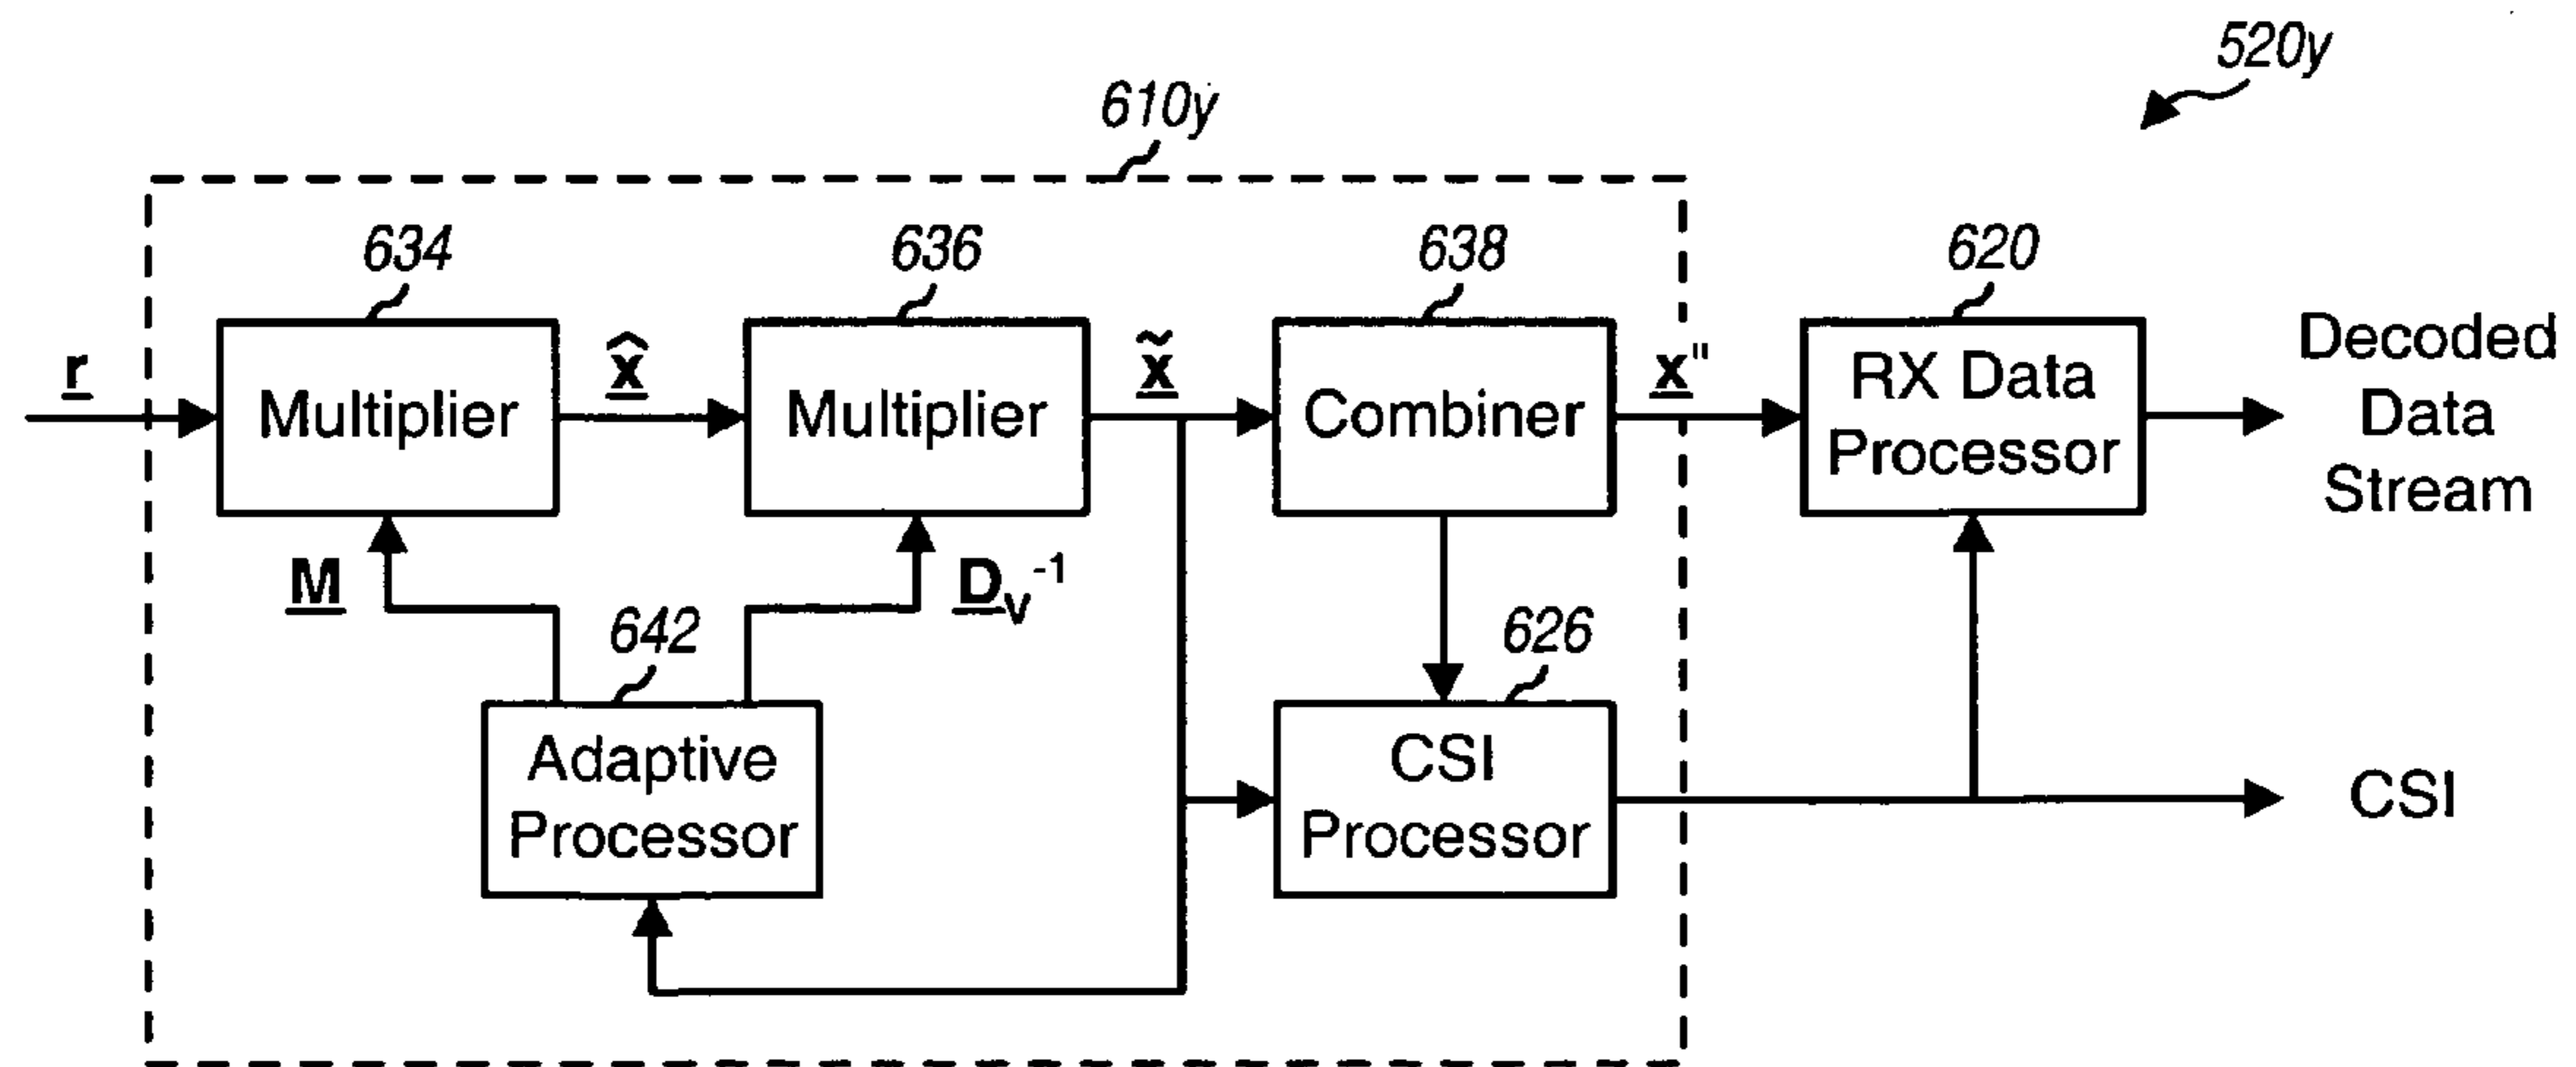 520y
610y
634
636
638
620
r
Multiplier
x̂
Multiplier
x̃
Combiner
x"
RX Data
Processor
Decoded
Data
Stream
M
D_V^-1
642
626
Adaptive
Processor
CSI
Processor
CSI